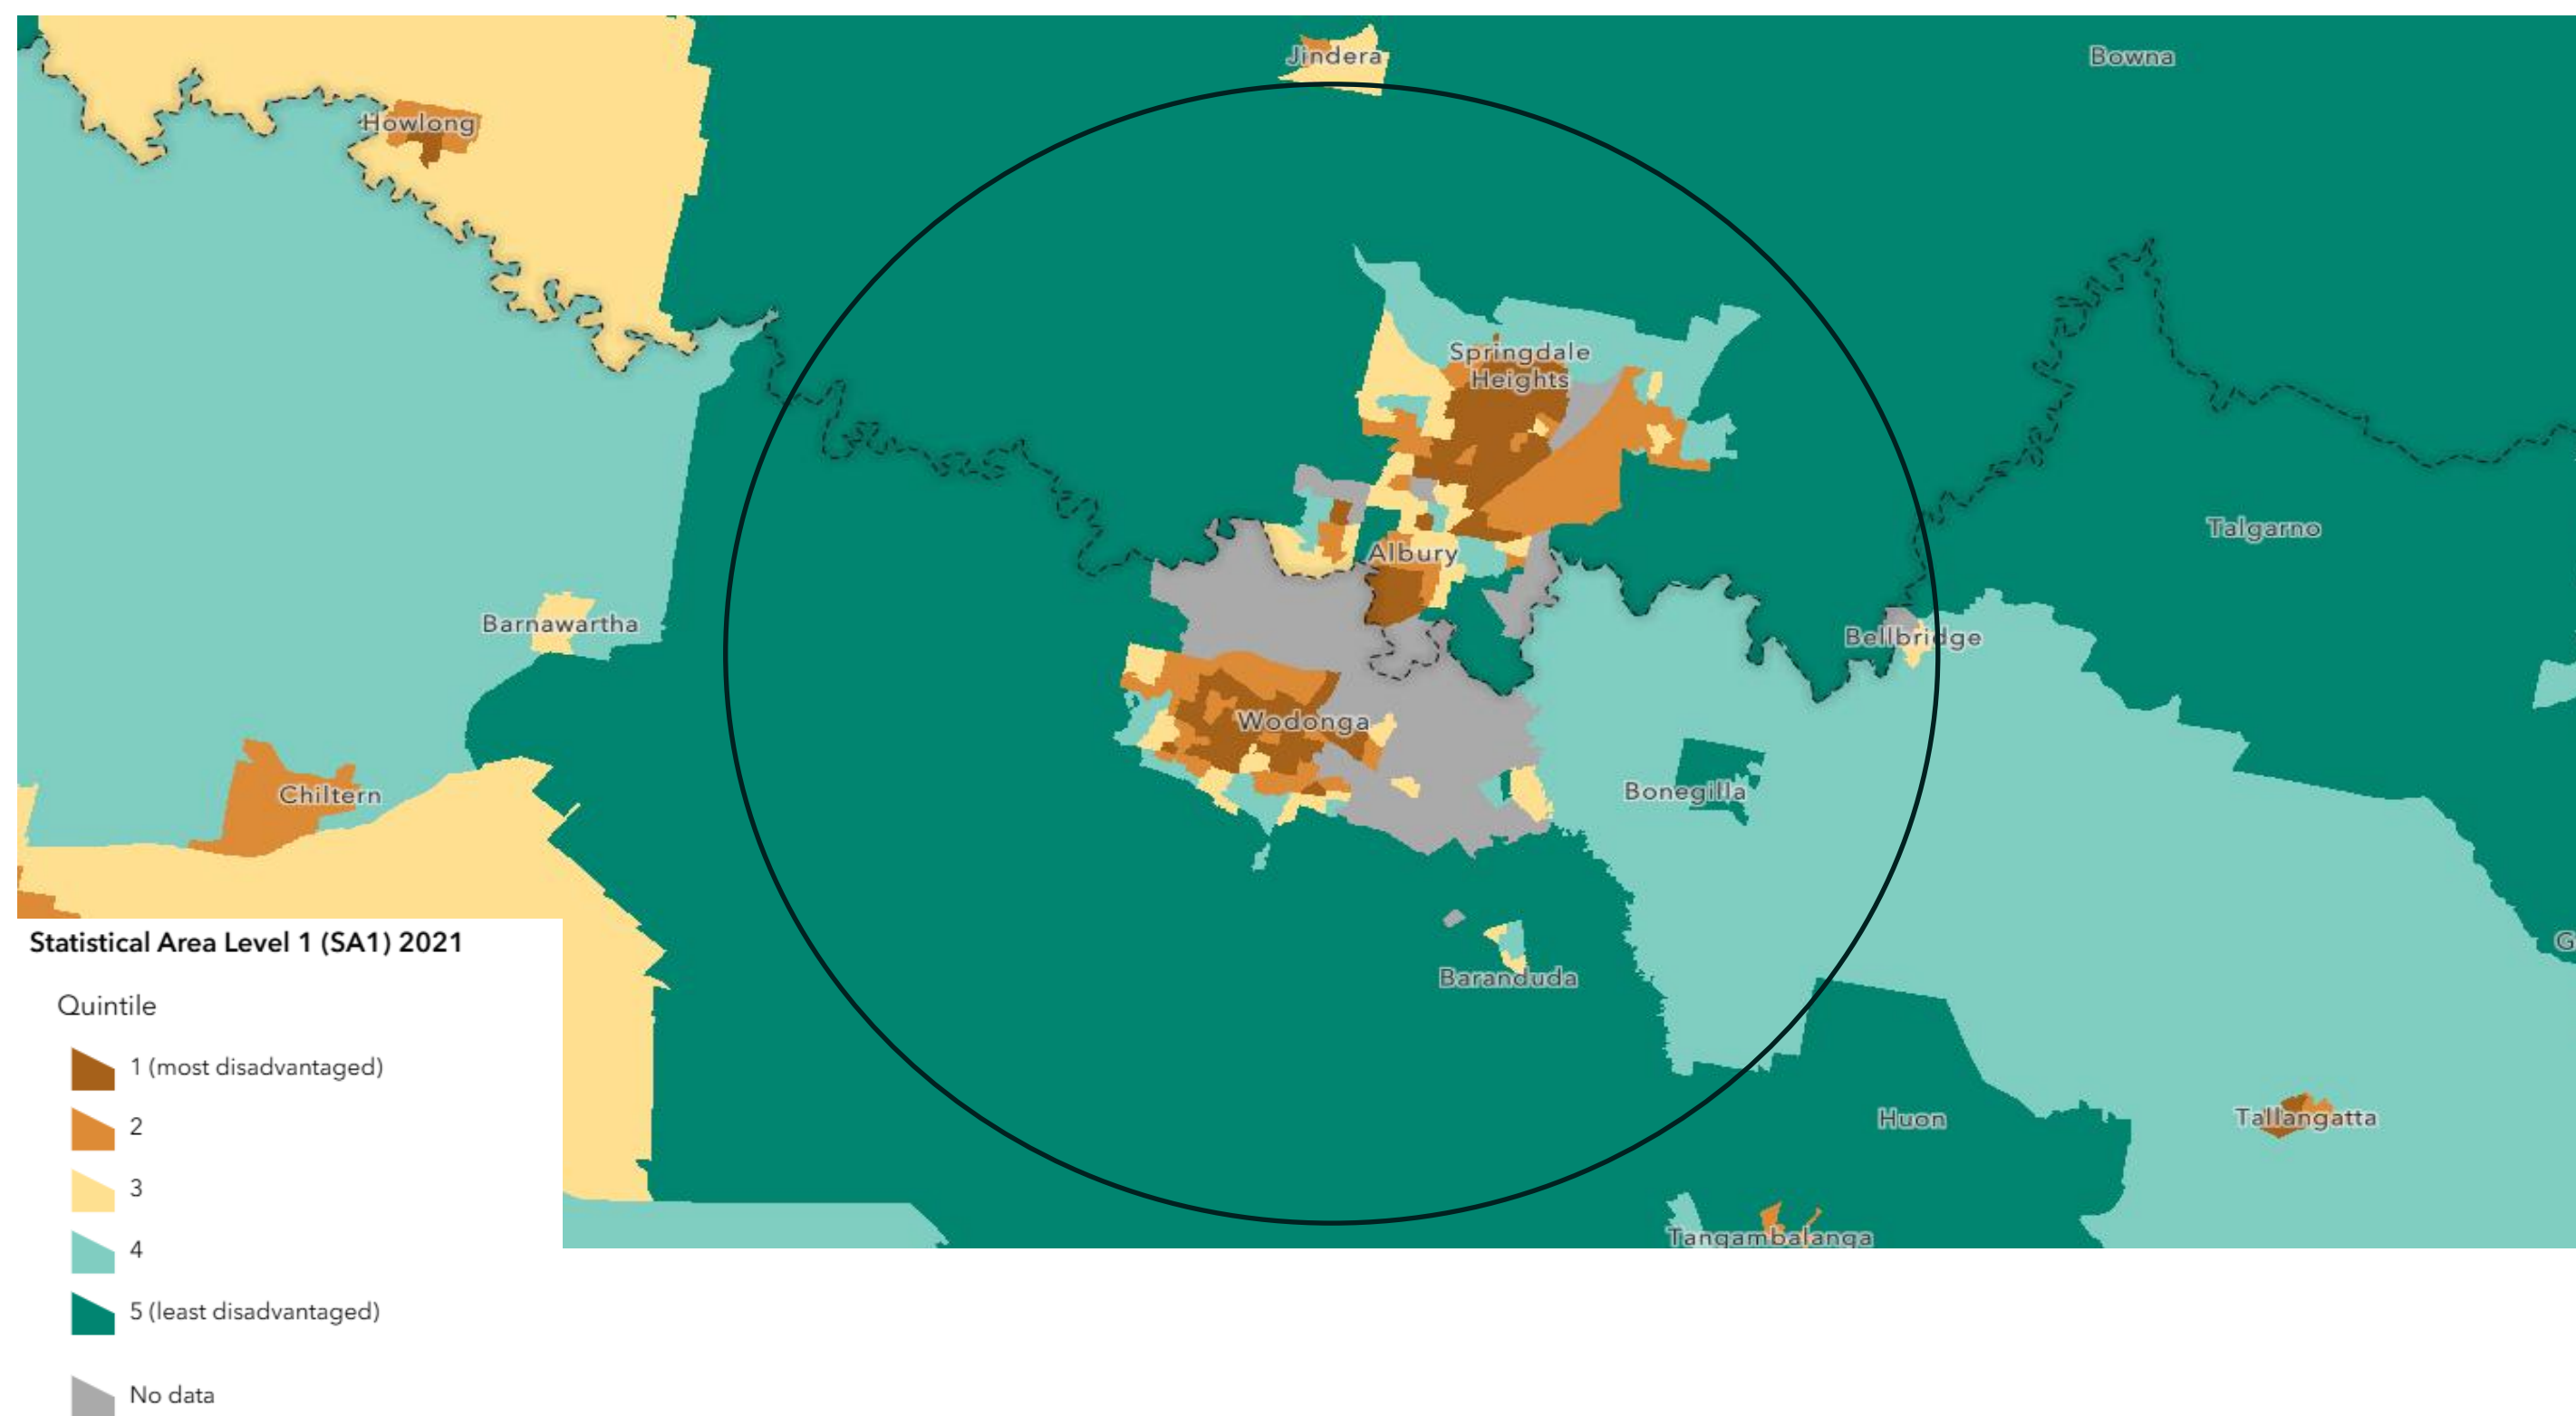 Jindera
Bowna
Howlong
Springdale
Heights
Talgarno
Albury
Barnawartha
Bellbridge
Wodonga
Chiltern
Bonegilla
G
Baranduda
Huon
Tallangatta
Tangambalanga
Statistical Area Level 1 (SA1) 2021
Quintile
1 (most disadvantaged)
2
3
4
5 (least disadvantaged)
No data